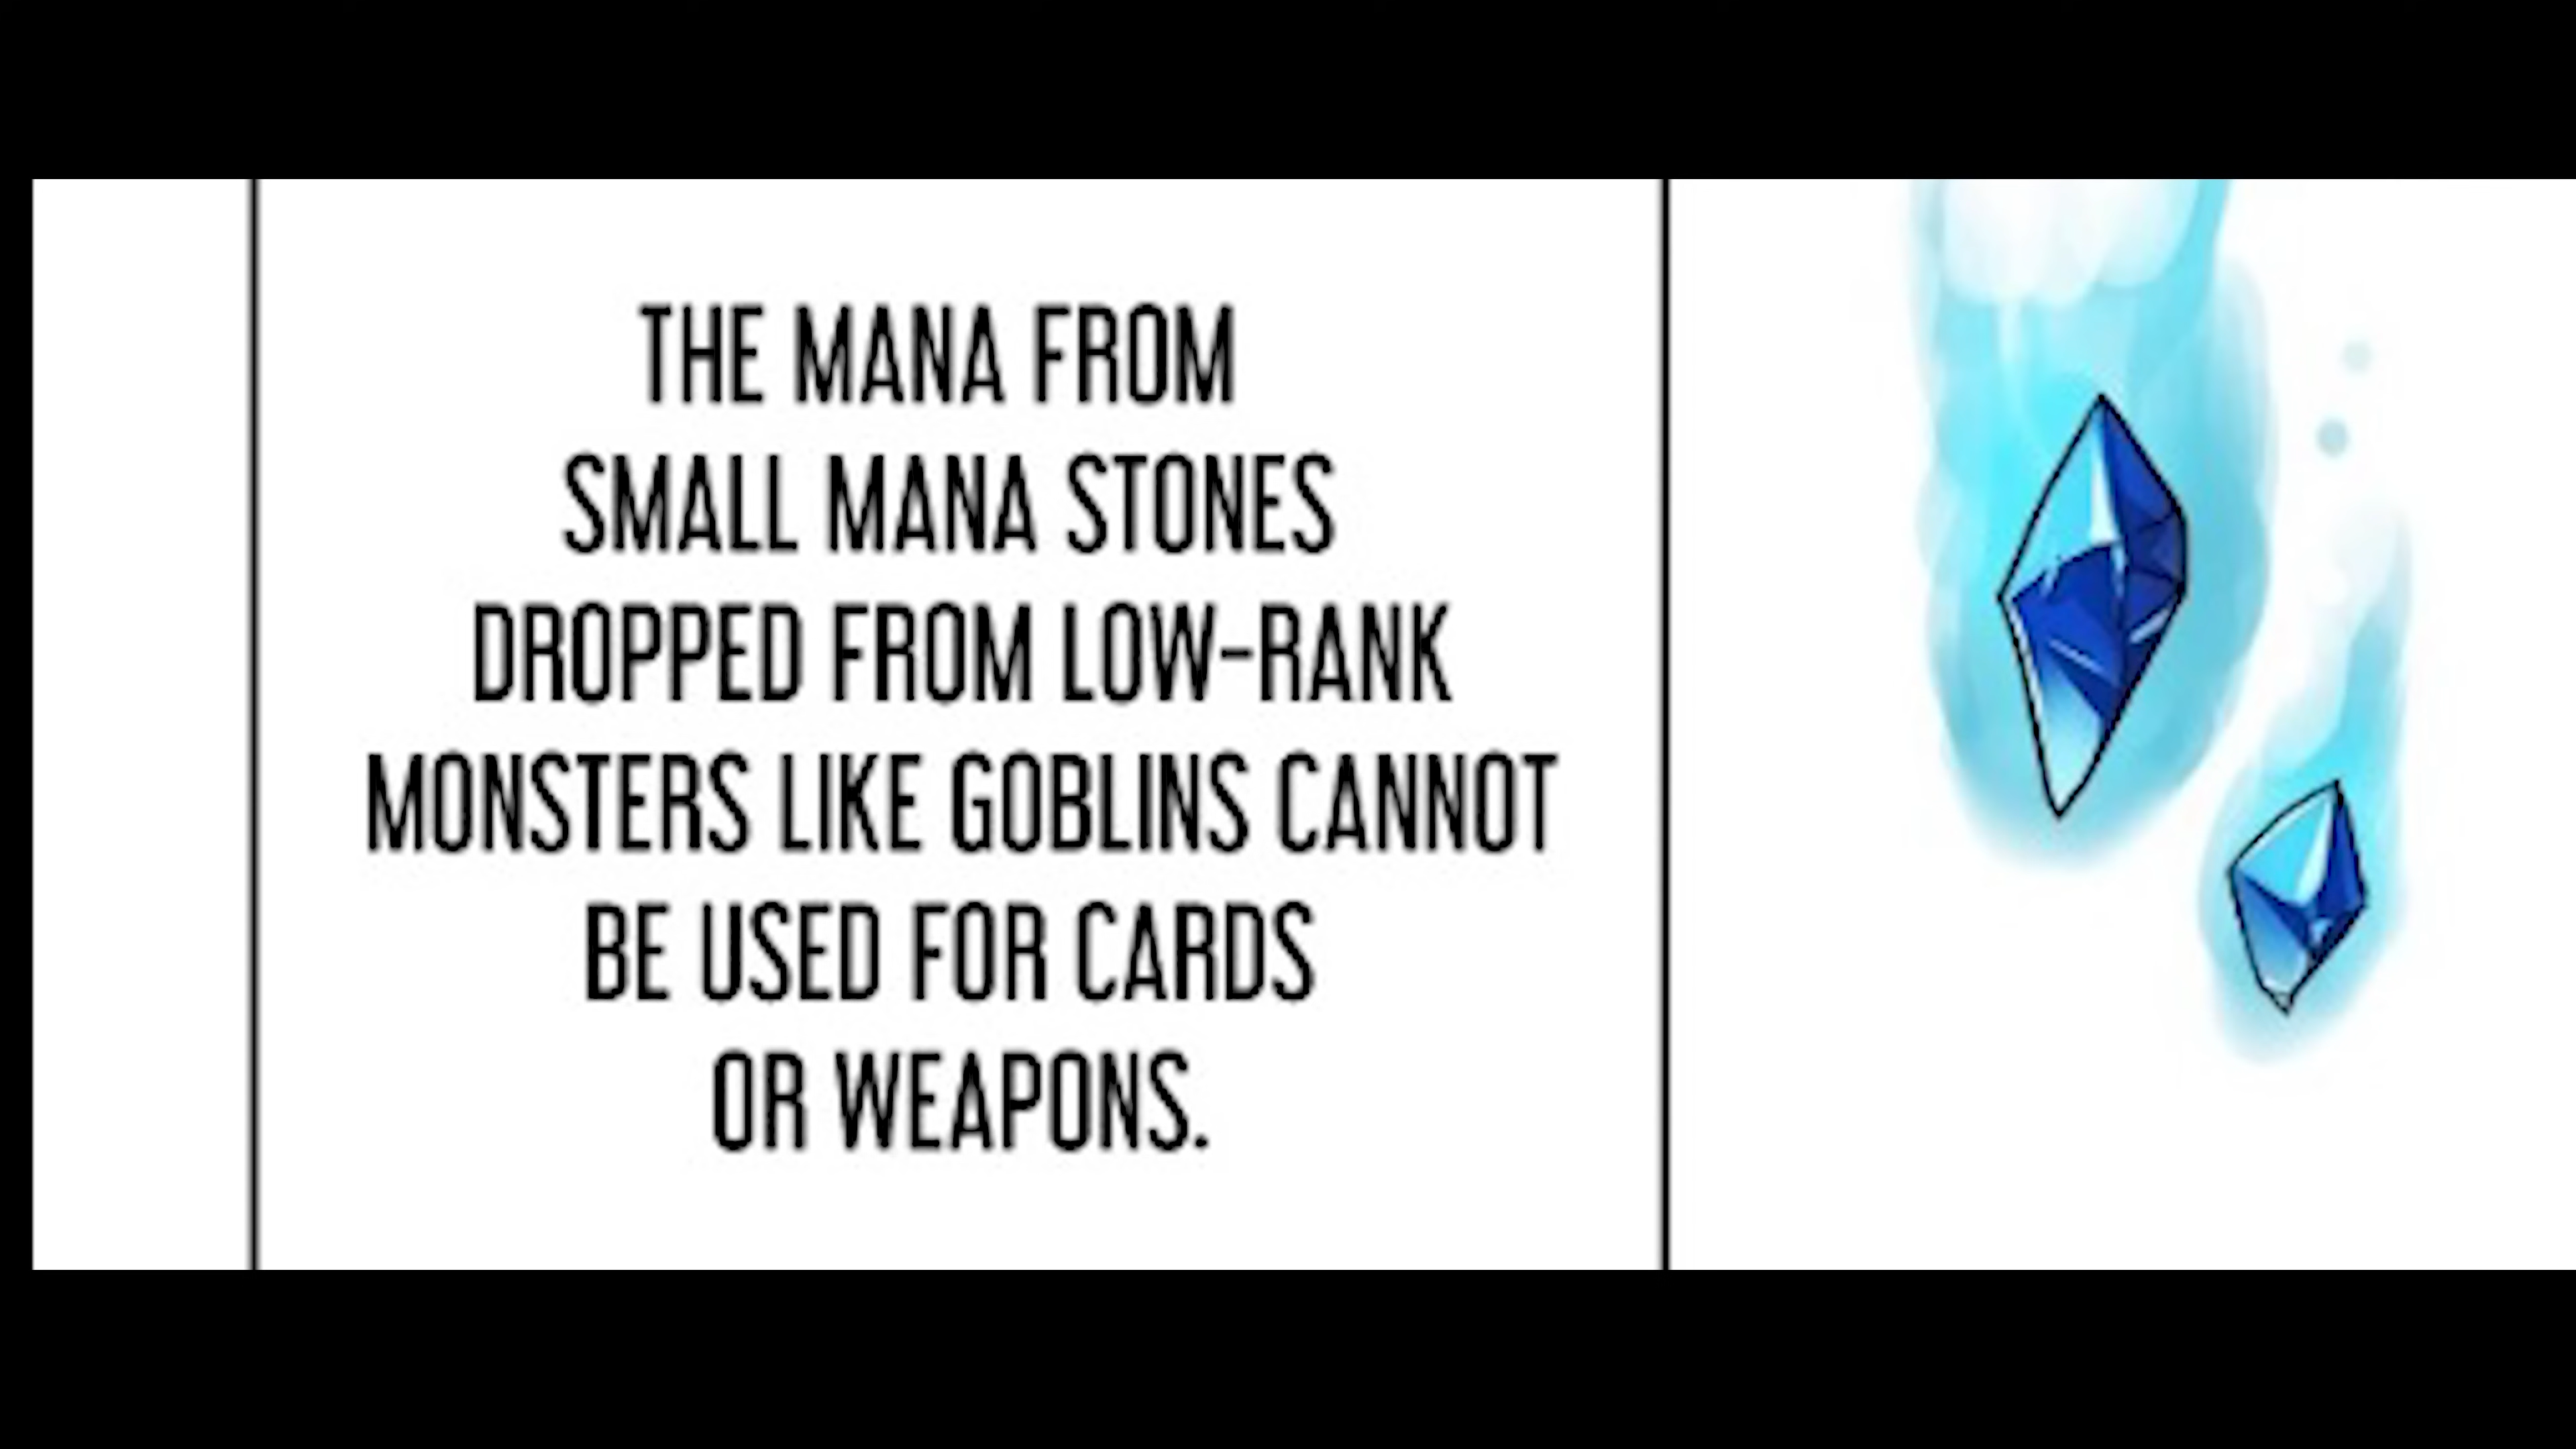 THE MANA FROM
SMALL MANA STONES
DROPPED FROM LOW-RANK
MONSTERS LIKE GOBLINS CANNOT
BE USED FOR CARDS
OR WEAPONS.